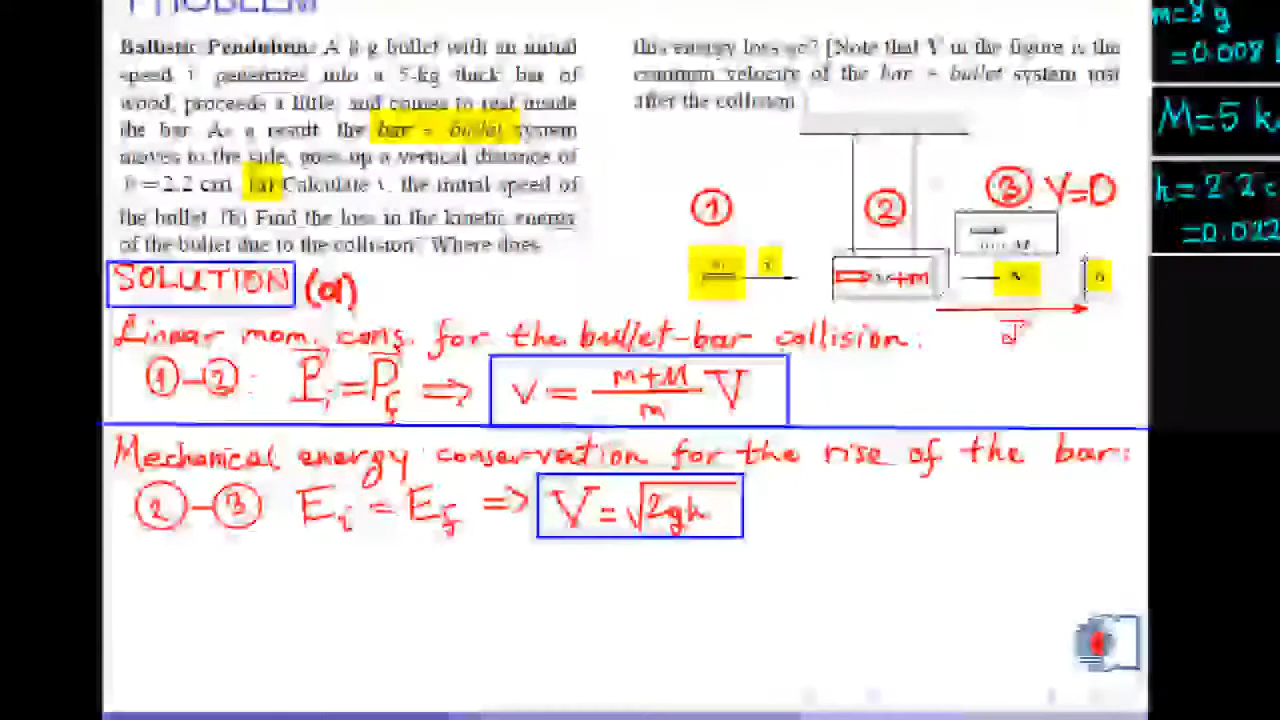 PROBLEM
Ballistic Pendulum: A 8-g bullet with an initial
speed v penetrates into a 5-kg thick bar of
wood, proceeds a little, and comes to rest inside
the bar. As a result the bar + bullet system
moves to the side, goes up a vertical distance of
h = 2.2 cm (a) Calculate v, the initial speed of
the bullet (b) Find the loss in the kinetic energy
of the bullet due to the collision? Where does
this energy loss go? [Note that V in the figure is the
common velocity of the bar + bullet system just
after the collision
m=8 g
=0.008
M=5 k
h=2.2 c
=0.022
① ② ③ V=0
m v +m V h
SOLUTION (a)
Linear mom. cons. for the bullet-bar collision:
①-②: Pi = Pf ⟹ v = m+M/m V
Mechanical energy conservation for the rise of the bar:
②-③ Ei = Ef ⟹ V = √2gh